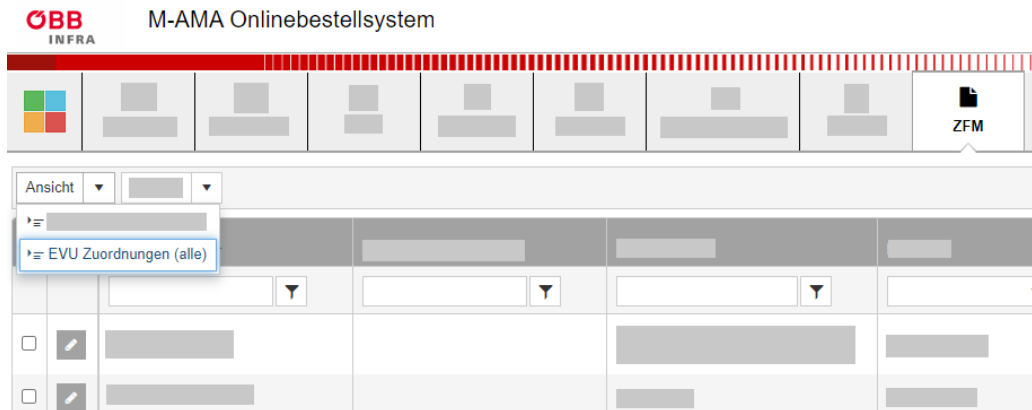 ÖBB
INFRA
M-AMA Onlinebestellsystem
ZFM
Ansicht
EVU Zuordnungen (alle)